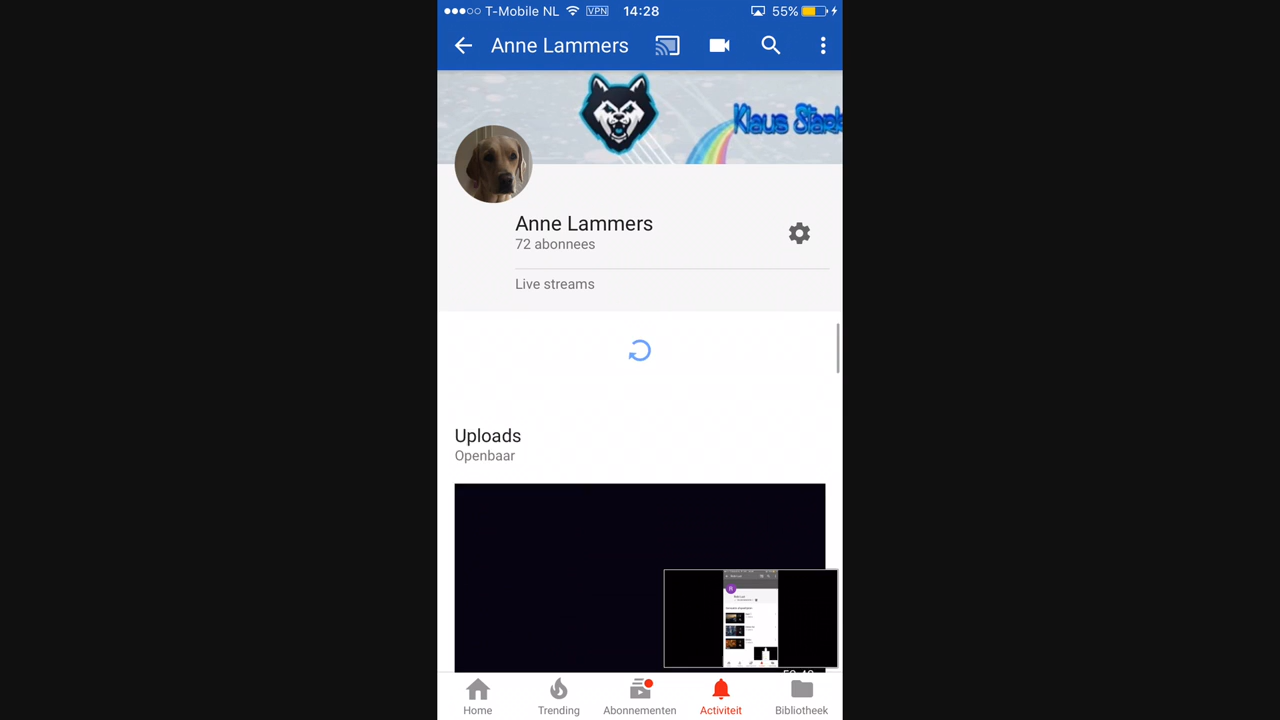 T-Mobile NL VPN 14:28 55%
Anne Lammers
Klaus
Anne Lammers
72 abonnees
Live streams
Uploads
Openbaar
Home Trending Abonnementen Activiteit Bibliotheek